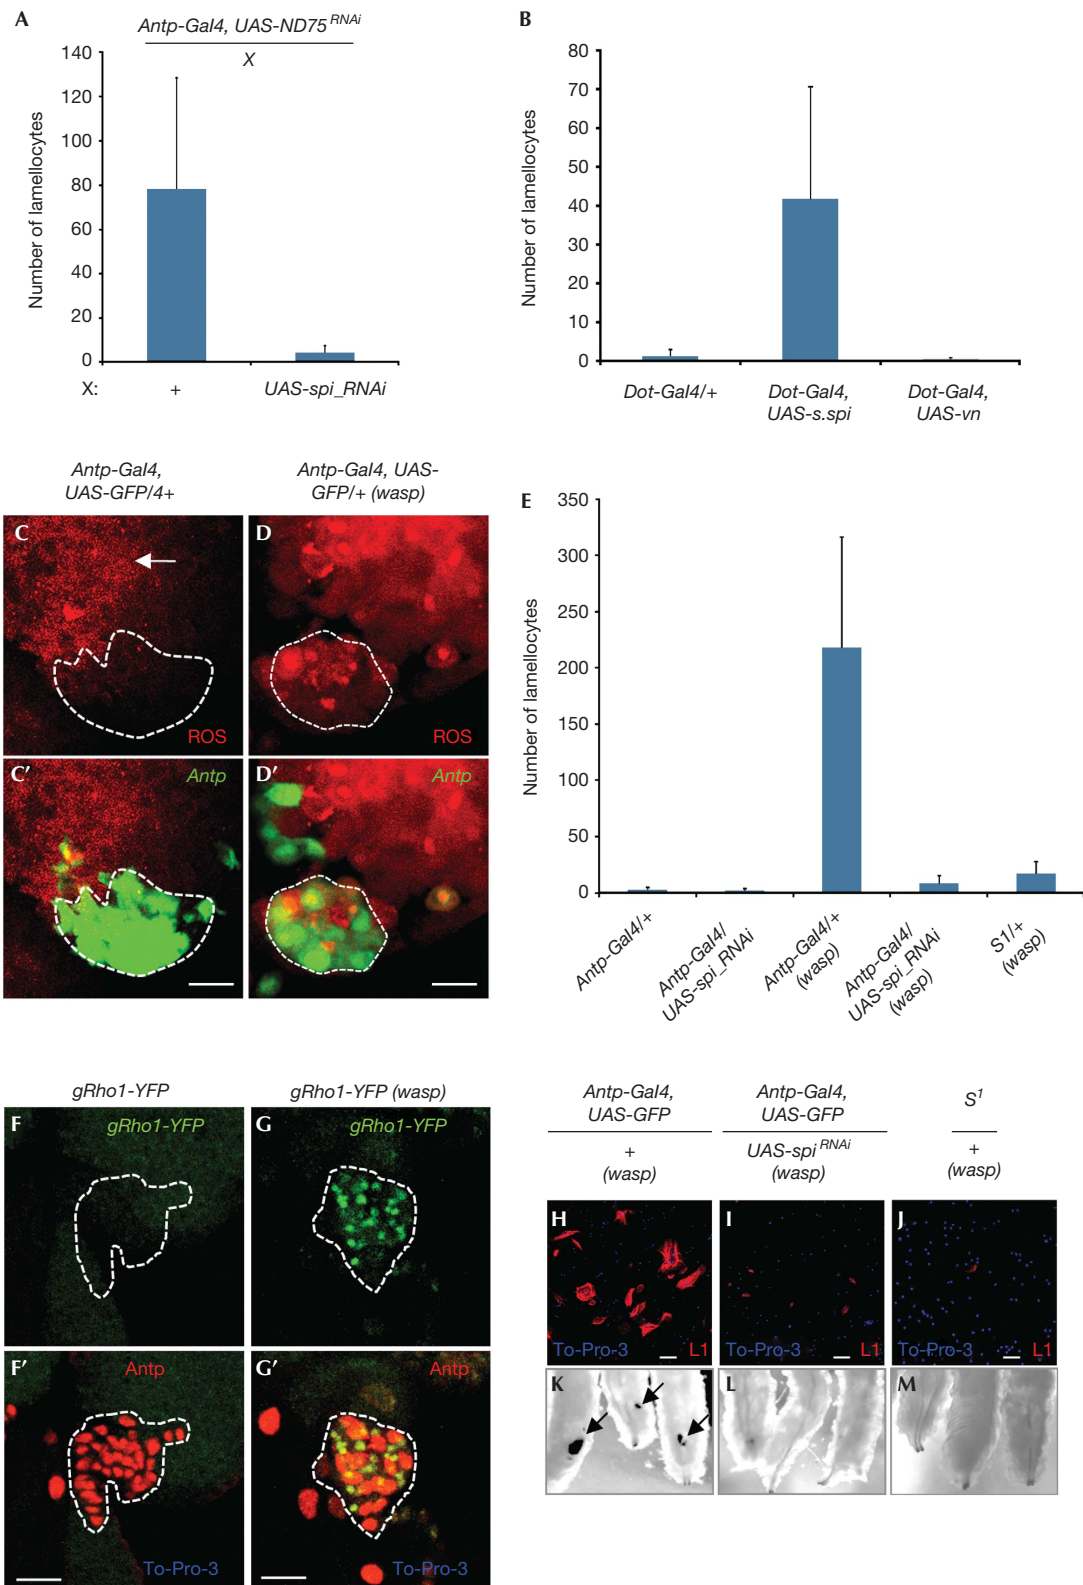 A
Antp-Gal4, UAS-ND75 RNAi
X
Number of lamellocytes
140
120
100
80
60
40
20
0
X:
+
UAS-spi_RNAi
B
Number of lamellocytes
80
70
60
50
40
30
20
10
0
Dot-Gal4/+
Dot-Gal4,
UAS-s.spi
Dot-Gal4,
UAS-vn
Antp-Gal4,
UAS-GFP/4+
Antp-Gal4, UAS-
GFP/+ (wasp)
C
ROS
D
ROS
C′
Antp
D′
Antp
E
Number of lamellocytes
350
300
250
200
150
100
50
0
Antp-Gal4/+
Antp-Gal4/
UAS-spi_RNAi
Antp-Gal4/+
(wasp)
Antp-Gal4/
UAS-spi_RNAi
(wasp)
S1/+
(wasp)
gRho1-YFP
gRho1-YFP (wasp)
F
gRho1-YFP
G
gRho1-YFP
F′
Antp
To-Pro-3
G′
Antp
To-Pro-3
Antp-Gal4,
UAS-GFP
+
(wasp)
Antp-Gal4,
UAS-GFP
UAS-spi RNAi
(wasp)
S1
+
(wasp)
H
To-Pro-3
L1
I
To-Pro-3
L1
J
To-Pro-3
L1
K
L
M